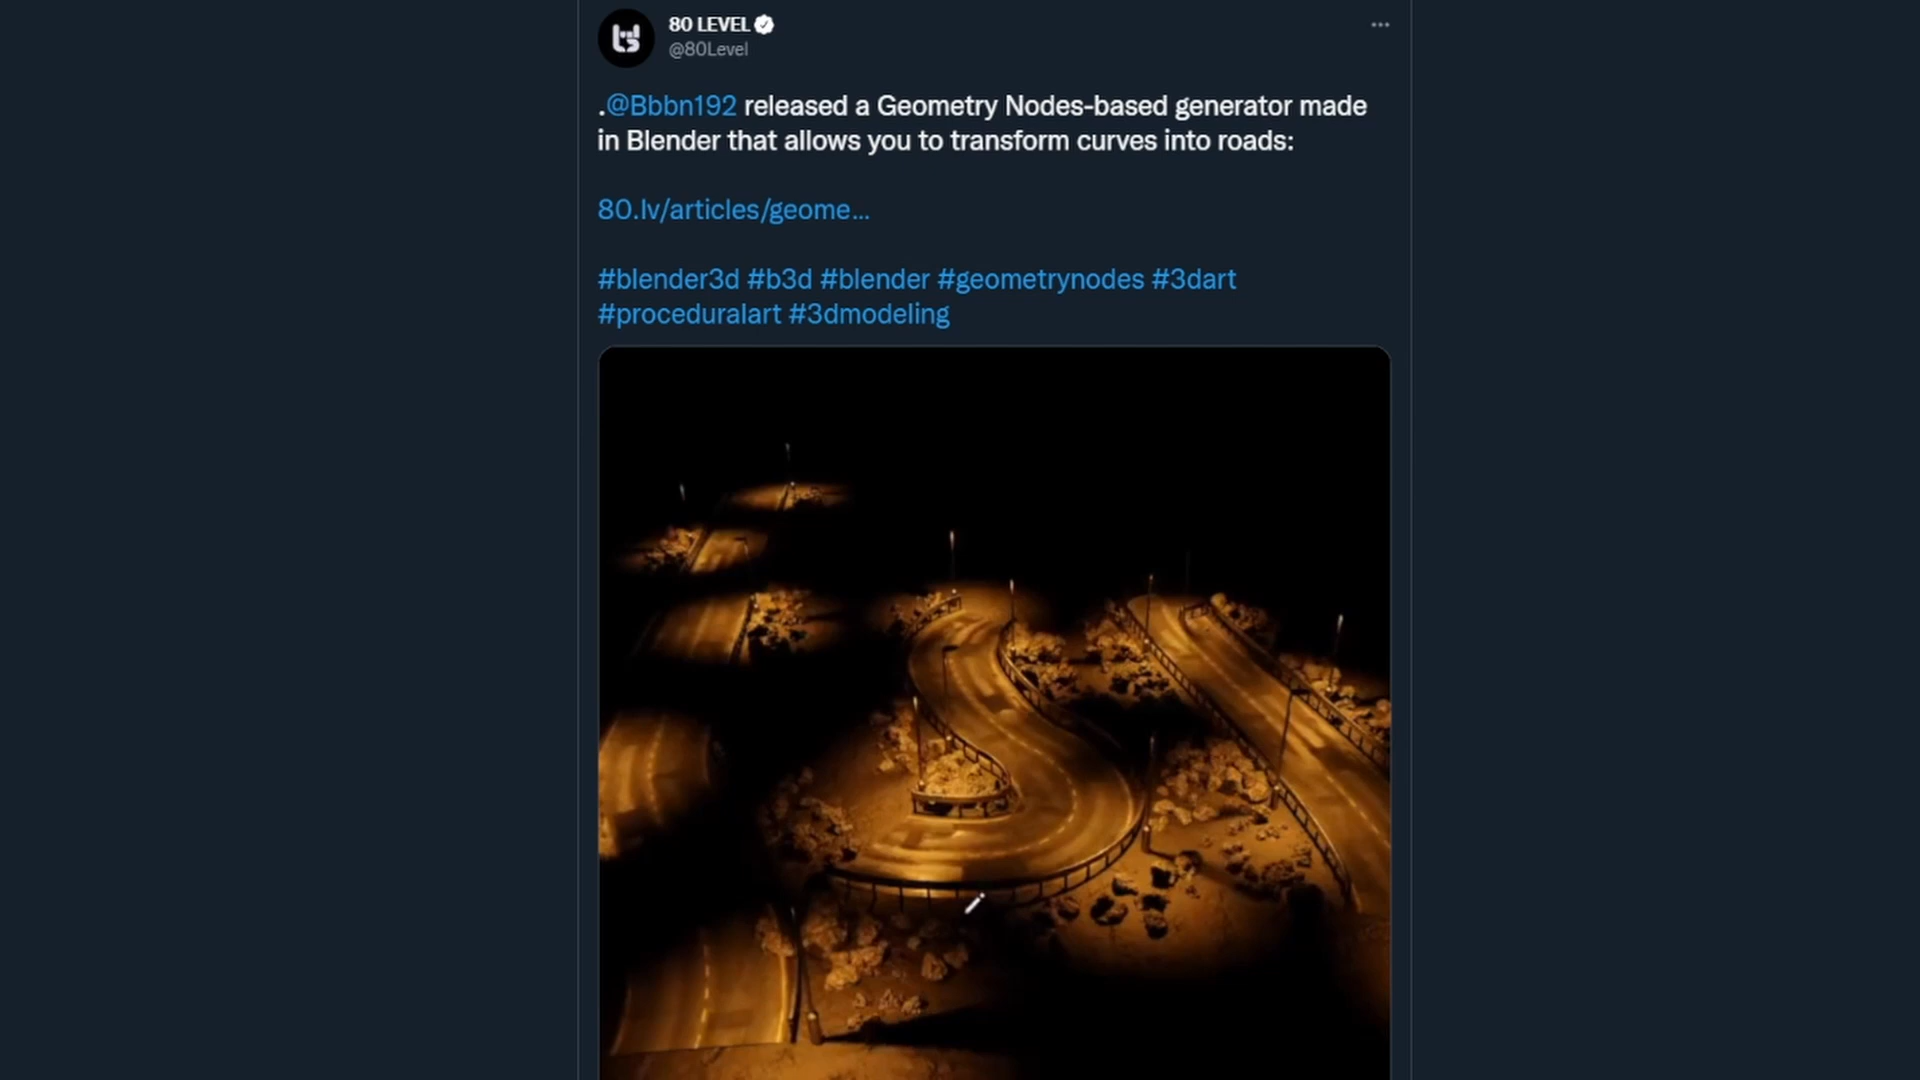 80 LEVEL
@80Level
.@Bbbn192 released a Geometry Nodes-based generator made
in Blender that allows you to transform curves into roads:
80.lv/articles/geome...
#blender3d #b3d #blender #geometrynodes #3dart
#proceduralart #3dmodeling